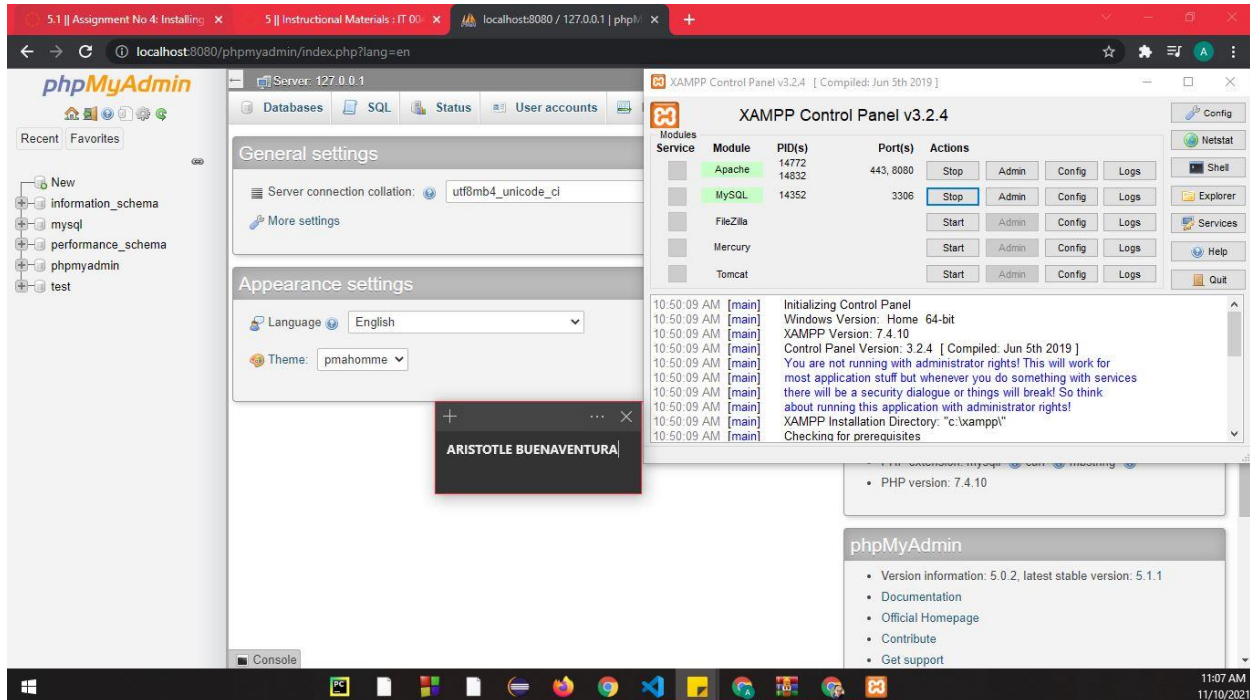 5.1 || Assignment No 4: Installing
5 || Instructional Materials : IT 00
localhost:8080 / 127.0.0.1 | phpM
localhost:8080/phpmyadmin/index.php?lang=en
A
phpMyAdmin
Recent Favorites
New
information_schema
mysql
performance_schema
phpmyadmin
test
Server: 127.0.0.1
Databases SQL Status User accounts
General settings
Server connection collation: utf8mb4_unicode_ci
More settings
Appearance settings
Language English
Theme: pmahomme
ARISTOTLE BUENAVENTURA
Console
XAMPP Control Panel v3.2.4 [ Compiled: Jun 5th 2019 ]
XAMPP Control Panel v3.2.4
Modules
Service Module PID(s) Port(s) Actions
Apache 14772 14832 443, 8080 Stop Admin Config Logs
MySQL 14352 3306 Stop Admin Config Logs
FileZilla Start Admin Config Logs
Mercury Start Admin Config Logs
Tomcat Start Admin Config Logs
Config
Netstat
Shell
Explorer
Services
Help
Quit
10:50:09 AM [main] Initializing Control Panel
10:50:09 AM [main] Windows Version: Home 64-bit
10:50:09 AM [main] XAMPP Version: 7.4.10
10:50:09 AM [main] Control Panel Version: 3.2.4 [ Compiled: Jun 5th 2019 ]
10:50:09 AM [main] You are not running with administrator rights! This will work for
10:50:09 AM [main] most application stuff but whenever you do something with services
10:50:09 AM [main] there will be a security dialogue or things will break! So think
10:50:09 AM [main] about running this application with administrator rights!
10:50:09 AM [main] XAMPP Installation Directory: "c:\xampp\"
10:50:09 AM [main] Checking for prerequisites
PHP version: 7.4.10
phpMyAdmin
Version information: 5.0.2, latest stable version: 5.1.1
Documentation
Official Homepage
Contribute
Get support
PC
11:07 AM
11/10/2021